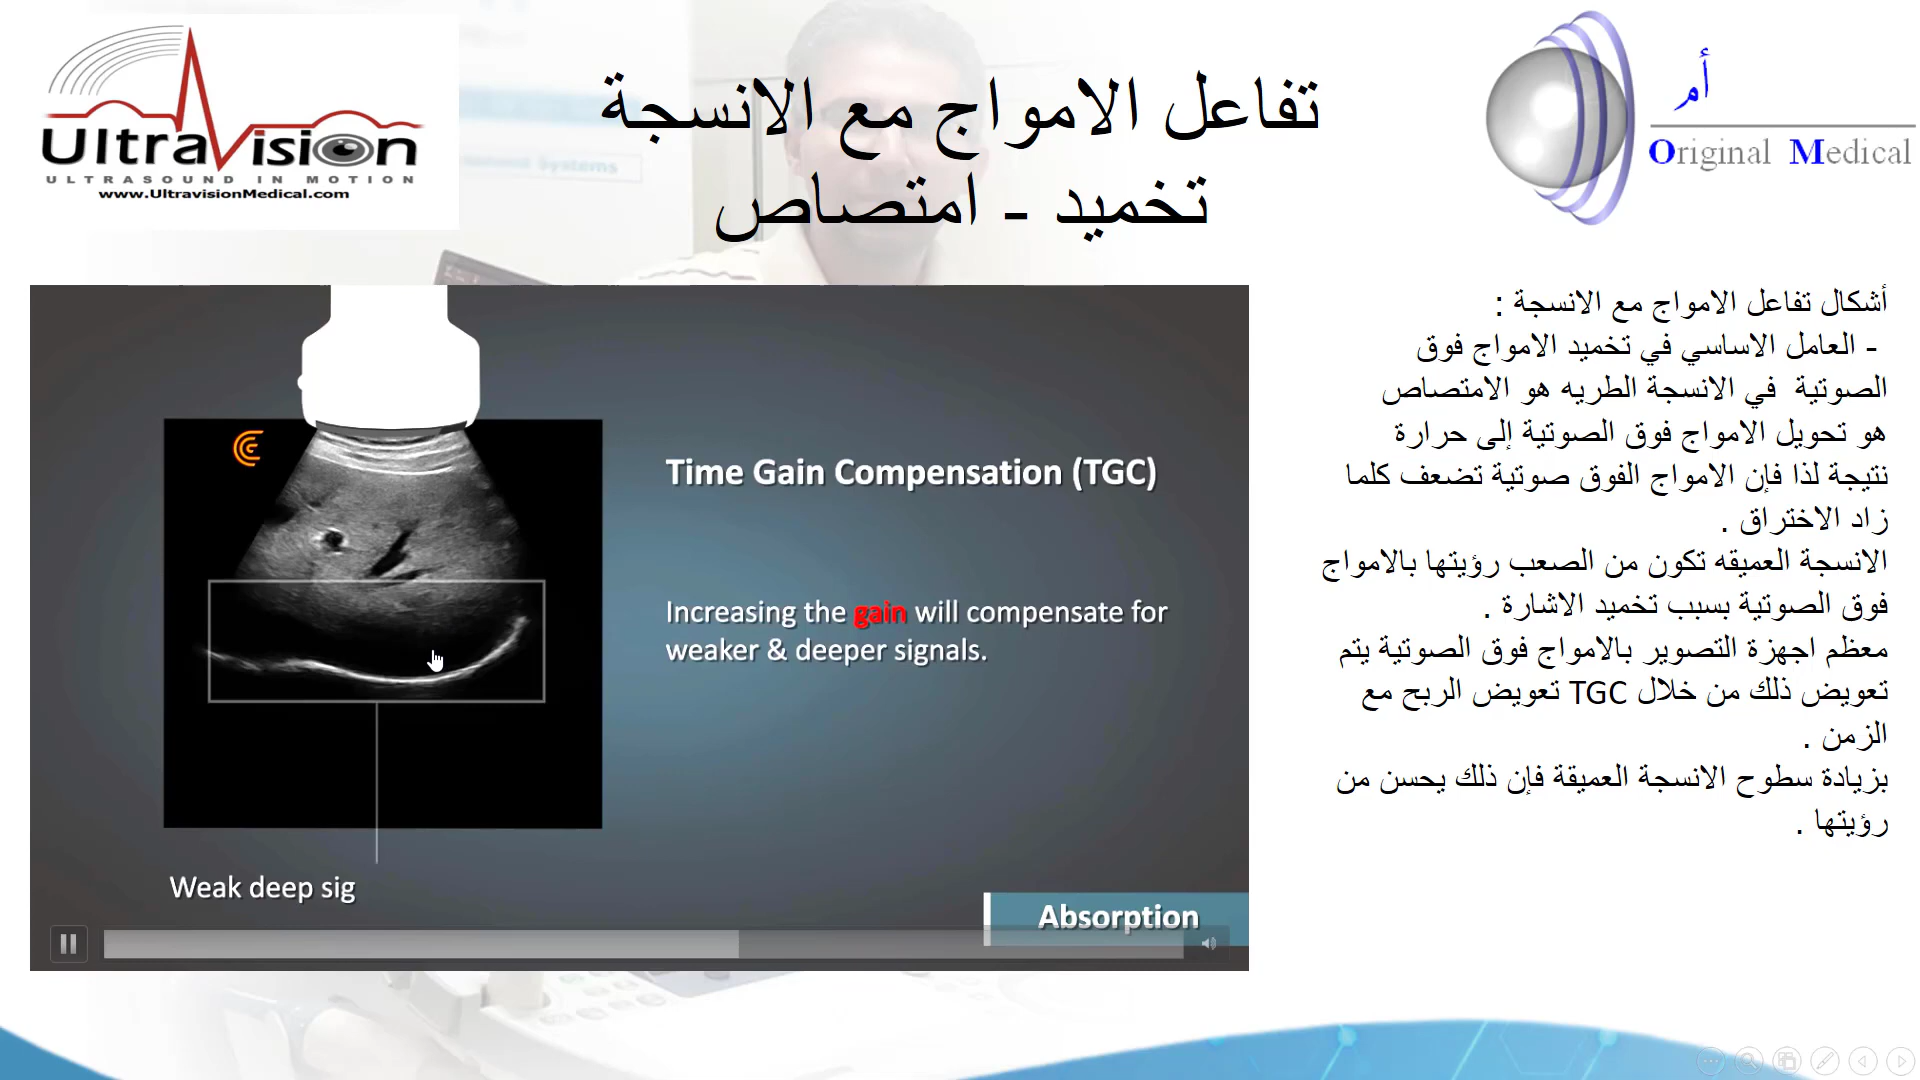 UltraVision
ULTRASOUND IN MOTION
www.UltravisionMedical.com
تفاعل الامواج مع الانسجة
تخميد - امتصاص
أم
Original Medical
Systems
Time Gain Compensation (TGC)
Increasing the gain will compensate for
weaker & deeper signals.
Weak deep sig
Absorption
أشكال تفاعل الامواج مع الانسجة :
- العامل الاساسي في تخميد الامواج فوق
الصوتية في الانسجة الطريه هو الامتصاص
هو تحويل الامواج فوق الصوتية إلى حرارة
نتيجة لذا فإن الامواج الفوق صوتية تضعف كلما
زاد الاختراق .
الانسجة العميقه تكون من الصعب رؤيتها بالامواج
فوق الصوتية بسبب تخميد الاشارة .
معظم اجهزة التصوير بالامواج فوق الصوتية يتم
تعويض ذلك من خلال TGC تعويض الربح مع
الزمن .
بزيادة سطوح الانسجة العميقة فإن ذلك يحسن من
رؤيتها .